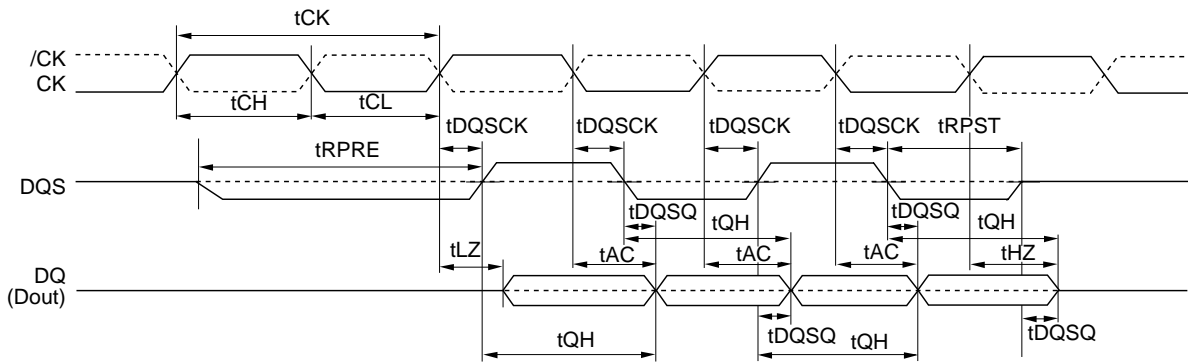 tCK
/CK
CK
tCH
tCL
tDQSCK
tDQSCK
tDQSCK
tDQSCK
tRPST
tRPRE
DQS
tDQSQ
tQH
tDQSQ
tQH
tLZ
tAC
tAC
tAC
tHZ
DQ
(Dout)
tQH
tDQSQ
tQH
tDQSQ